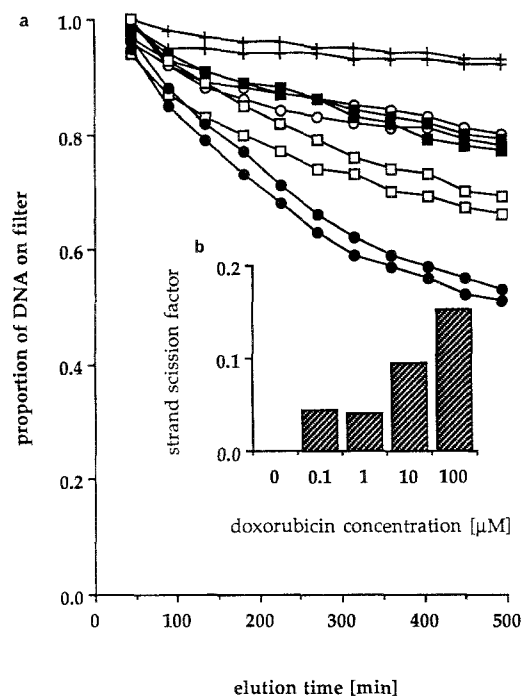 a
proportion of DNA on filter
1.0
0.8
0.6
0.4
0.2
0.0
b
strand scission factor
0.2
0.1
0.0
0 0.1 1 10 100
doxorubicin concentration [µM]
0 100 200 300 400 500
elution time [min]